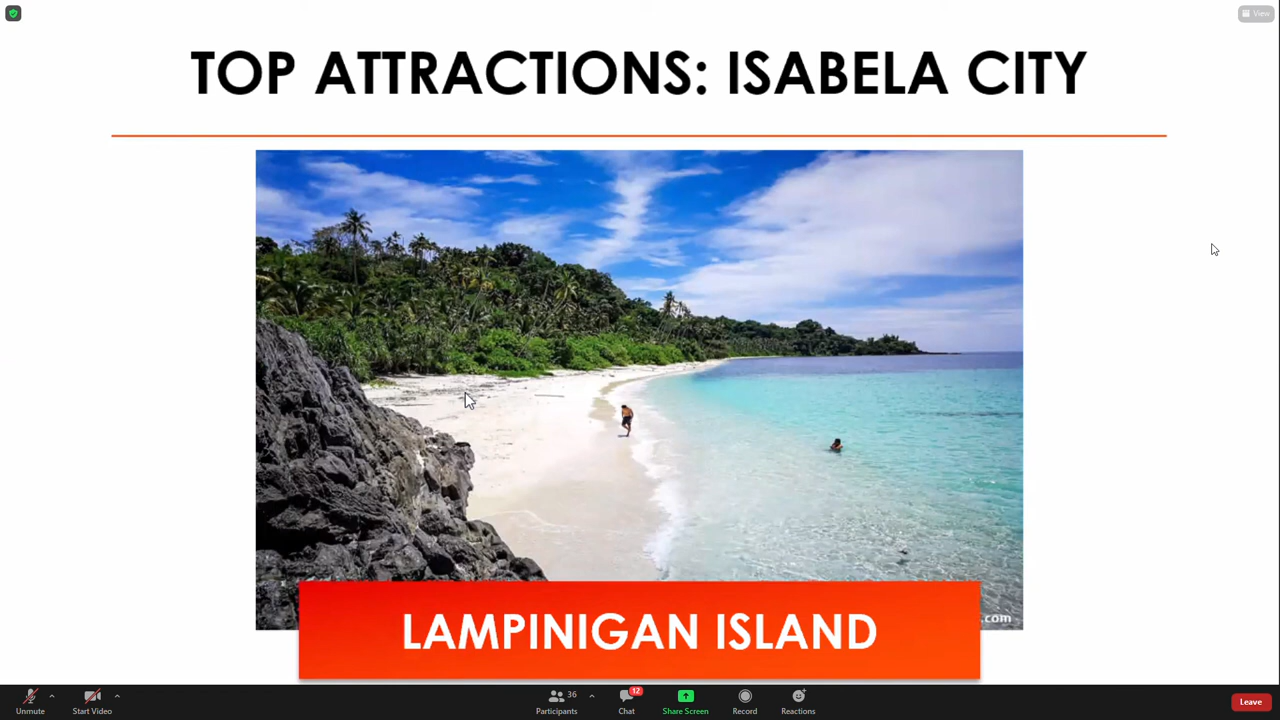 View
TOP ATTRACTIONS: ISABELA CITY
.com
LAMPINIGAN ISLAND
Unmute
Start Video
36
Participants
12
Chat
Share Screen
Record
Reactions
Leave